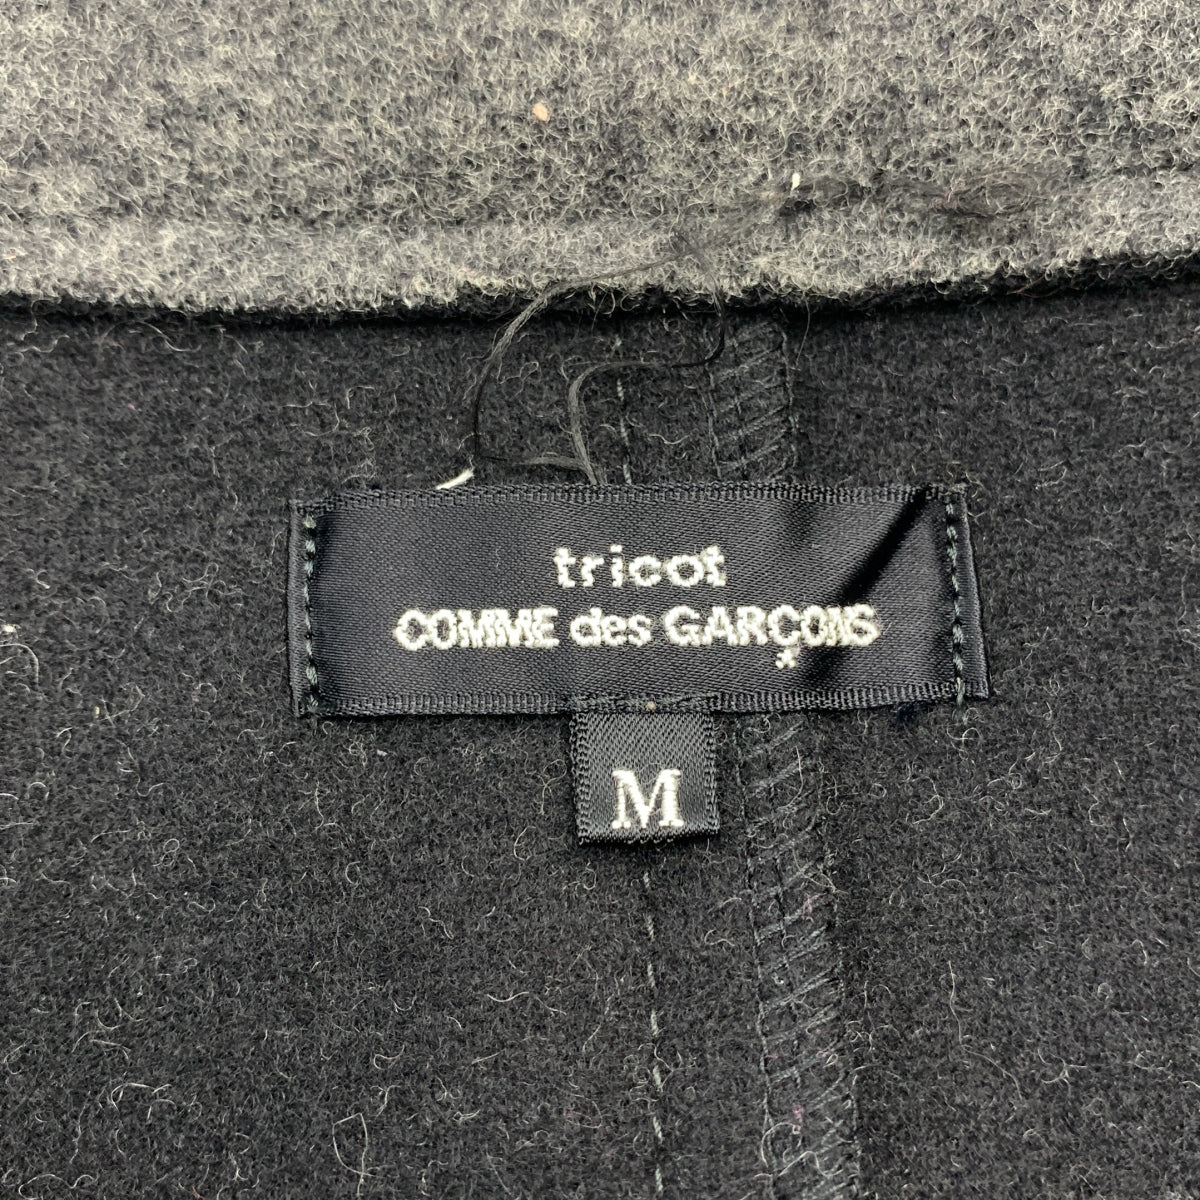 tricot
COMME des GARÇONS
*
M